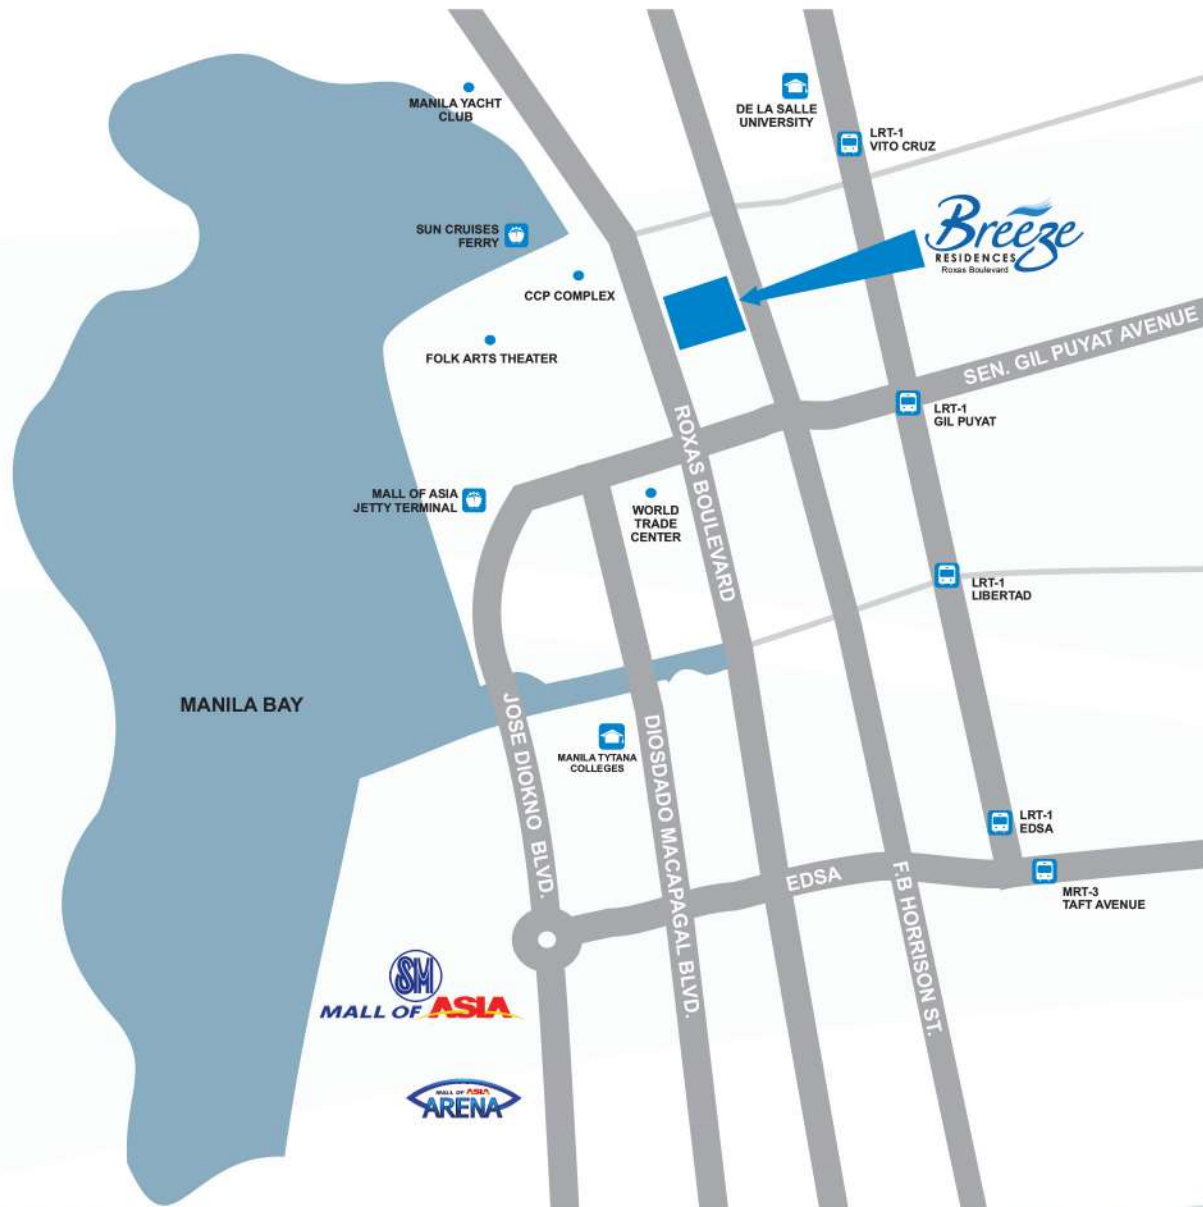 MANILA YACHT
CLUB
DE LA SALLE
UNIVERSITY
LRT-1
VITO CRUZ
SUN CRUISES
FERRY
Breeze
RESIDENCES
Roxas Boulevard
CCP COMPLEX
FOLK ARTS THEATER
SEN. GIL PUYAT AVENUE
LRT-1
GIL PUYAT
ROXAS BOULEVARD
MALL OF ASIA
JETTY TERMINAL
WORLD
TRADE
CENTER
LRT-1
LIBERTAD
MANILA BAY
JOSE DIOKNO BLVD.
DIOSDADO MACAPAGAL BLVD.
MANILA TYTANA
COLLEGES
LRT-1
EDSA
EDSA
F.B HORRISON ST.
MRT-3
TAFT AVENUE
SM
MALL OF ASIA
MALL OF ASIA
ARENA